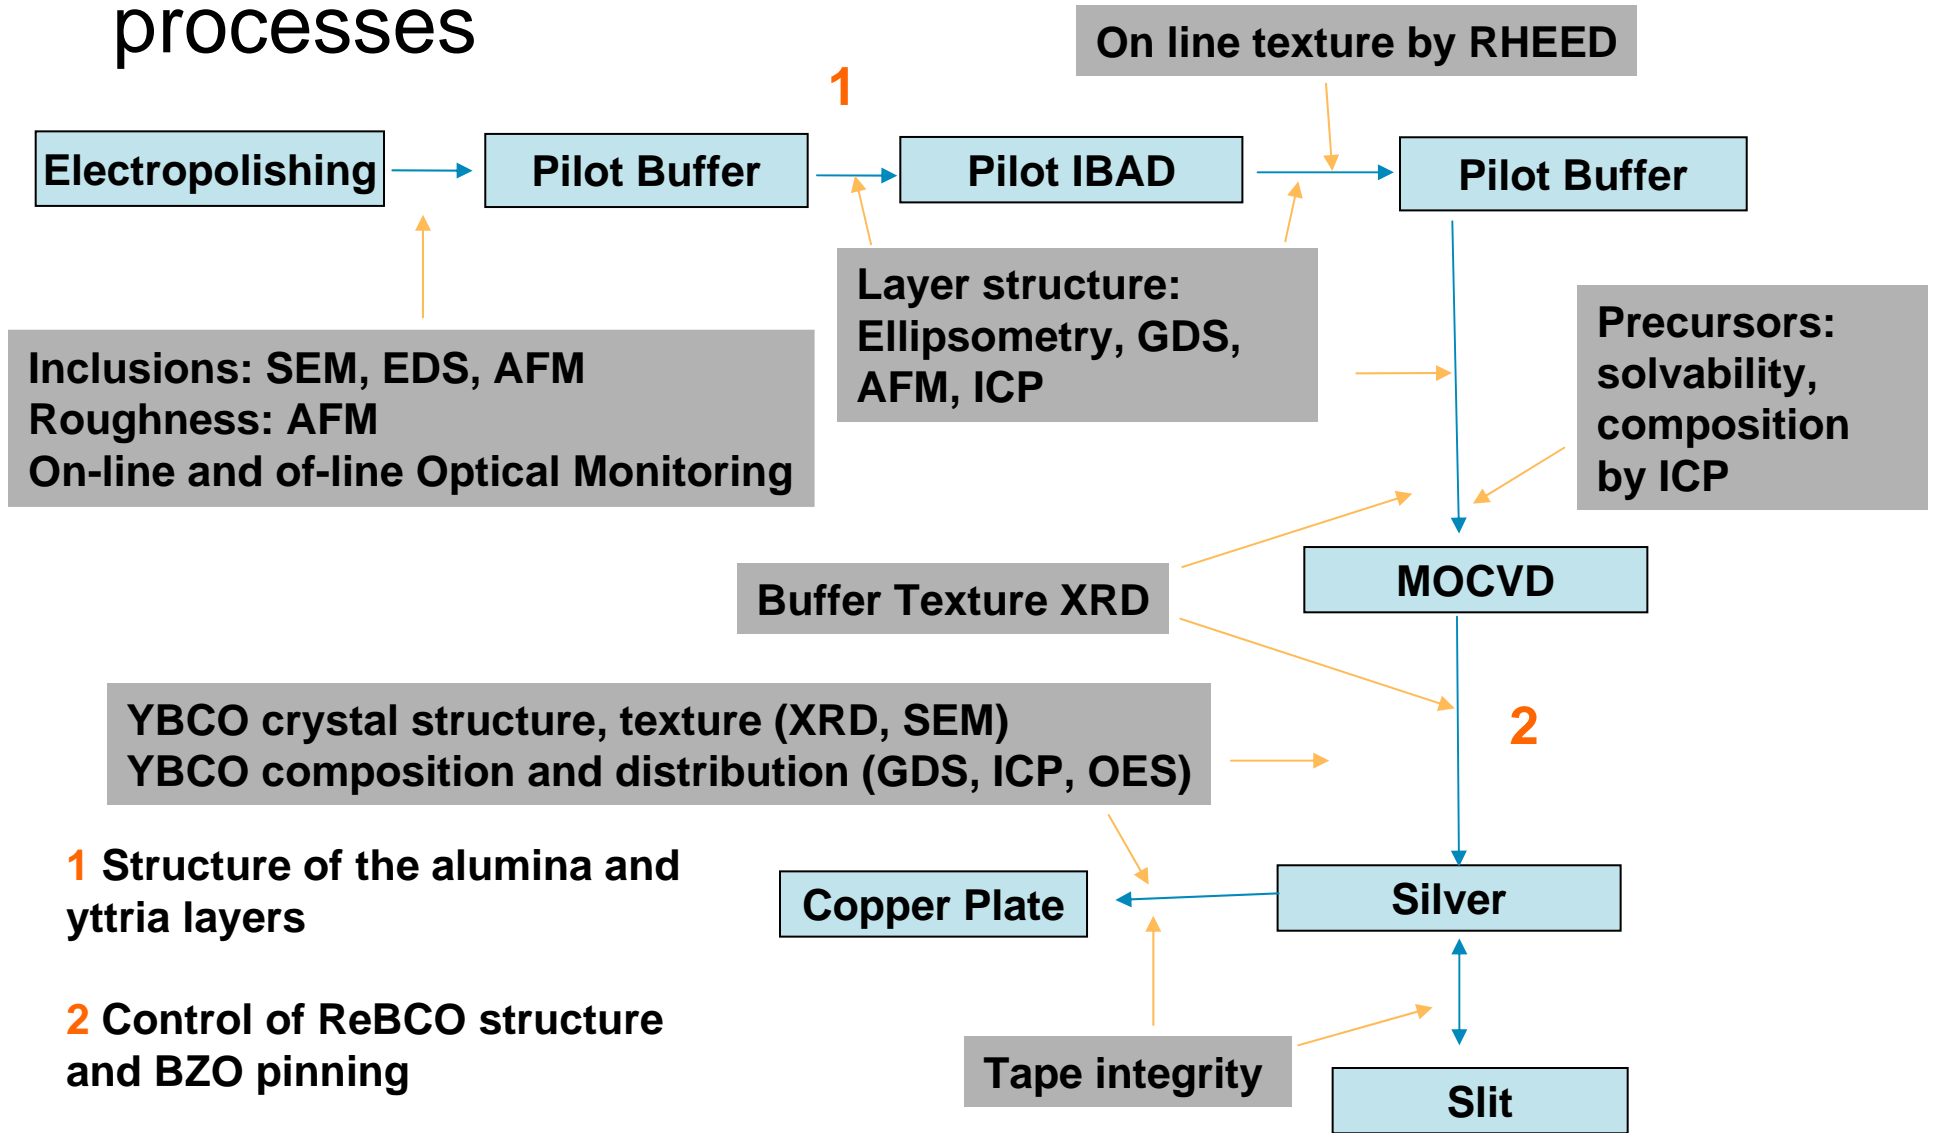 processes
On line texture by RHEED
1
Electropolishing
Pilot Buffer
Pilot IBAD
Pilot Buffer
Layer structure:
Ellipsometry, GDS,
AFM, ICP
Precursors:
solvability,
composition
by ICP
Inclusions: SEM, EDS, AFM
Roughness: AFM
On-line and of-line Optical Monitoring
MOCVD
Buffer Texture XRD
YBCO crystal structure, texture (XRD, SEM)
YBCO composition and distribution (GDS, ICP, OES)
2
1 Structure of the alumina and
yttria layers
Copper Plate
Silver
2 Control of ReBCO structure
and BZO pinning
Tape integrity
Slit